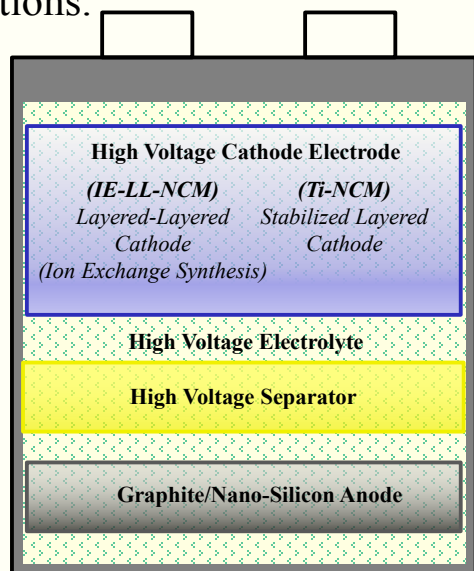 tions.
High Voltage Cathode Electrode
(IE-LL-NCM) (Ti-NCM)
Layered-Layered Stabilized Layered
Cathode Cathode
(Ion Exchange Synthesis)
High Voltage Electrolyte
High Voltage Separator
Graphite/Nano-Silicon Anode